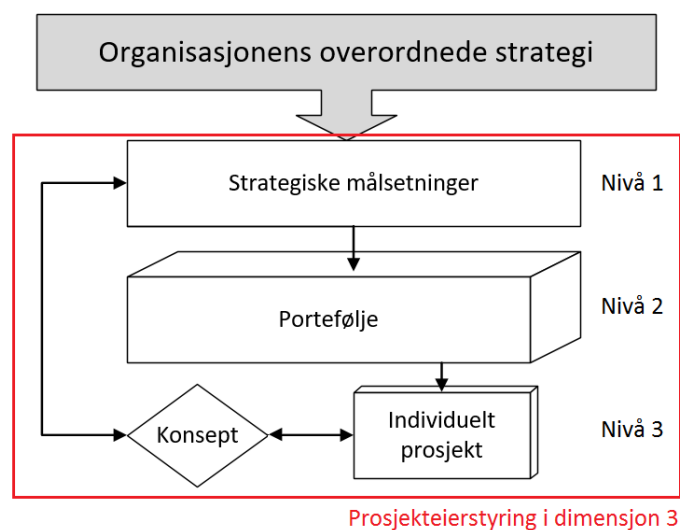 Organisasjonens overordnede strategi
Strategiske målsetninger
Nivå 1
Portefølje
Nivå 2
Konsept
Individuelt
prosjekt
Nivå 3
Prosjekteierstyring i dimensjon 3